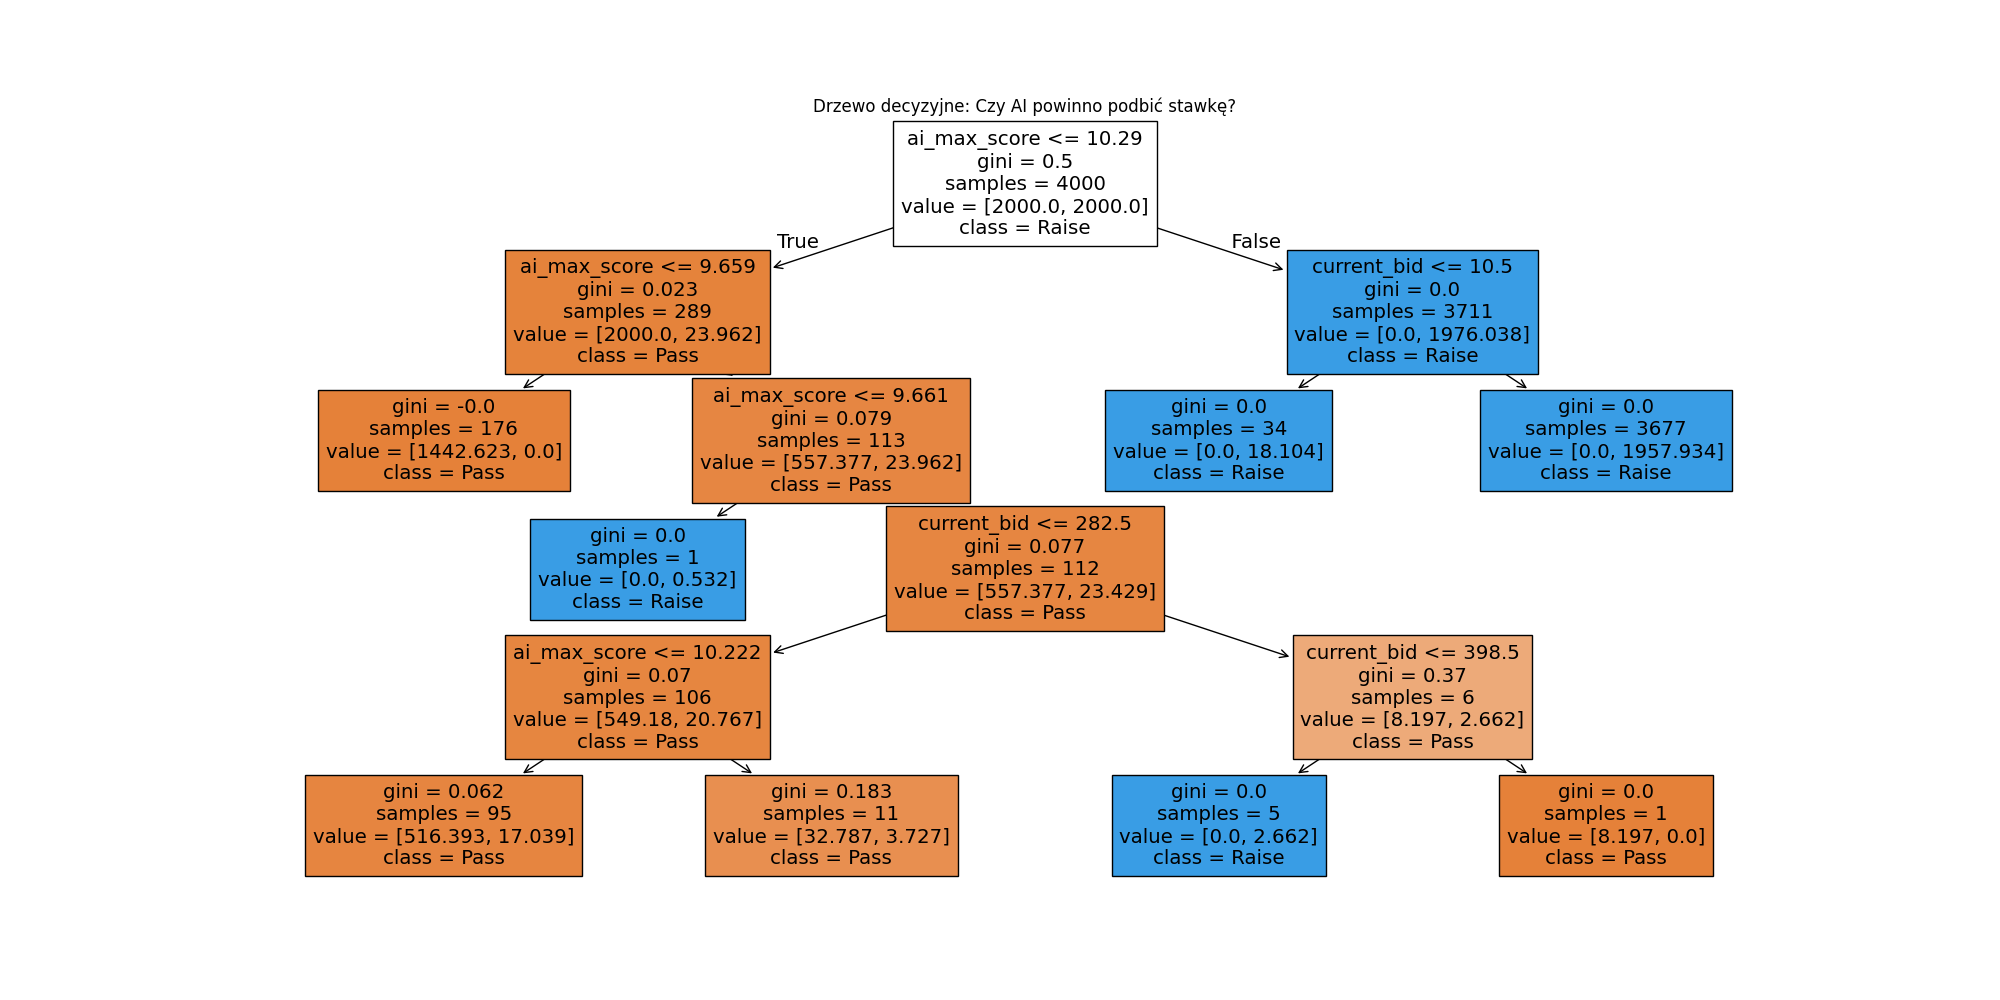 Drzewo decyzyjne: Czy AI powinno podbić stawkę?
ai_max_score <= 10.29
gini = 0.5
samples = 4000
value = [2000.0, 2000.0]
class = Raise
True
False
ai_max_score <= 9.659
gini = 0.023
samples = 289
value = [2000.0, 23.962]
class = Pass
current_bid <= 10.5
gini = 0.0
samples = 3711
value = [0.0, 1976.038]
class = Raise
gini = -0.0
samples = 176
value = [1442.623, 0.0]
class = Pass
ai_max_score <= 9.661
gini = 0.079
samples = 113
value = [557.377, 23.962]
class = Pass
gini = 0.0
samples = 34
value = [0.0, 18.104]
class = Raise
gini = 0.0
samples = 3677
value = [0.0, 1957.934]
class = Raise
gini = 0.0
samples = 1
value = [0.0, 0.532]
class = Raise
current_bid <= 282.5
gini = 0.077
samples = 112
value = [557.377, 23.429]
class = Pass
ai_max_score <= 10.222
gini = 0.07
samples = 106
value = [549.18, 20.767]
class = Pass
current_bid <= 398.5
gini = 0.37
samples = 6
value = [8.197, 2.662]
class = Pass
gini = 0.062
samples = 95
value = [516.393, 17.039]
class = Pass
gini = 0.183
samples = 11
value = [32.787, 3.727]
class = Pass
gini = 0.0
samples = 5
value = [0.0, 2.662]
class = Raise
gini = 0.0
samples = 1
value = [8.197, 0.0]
class = Pass